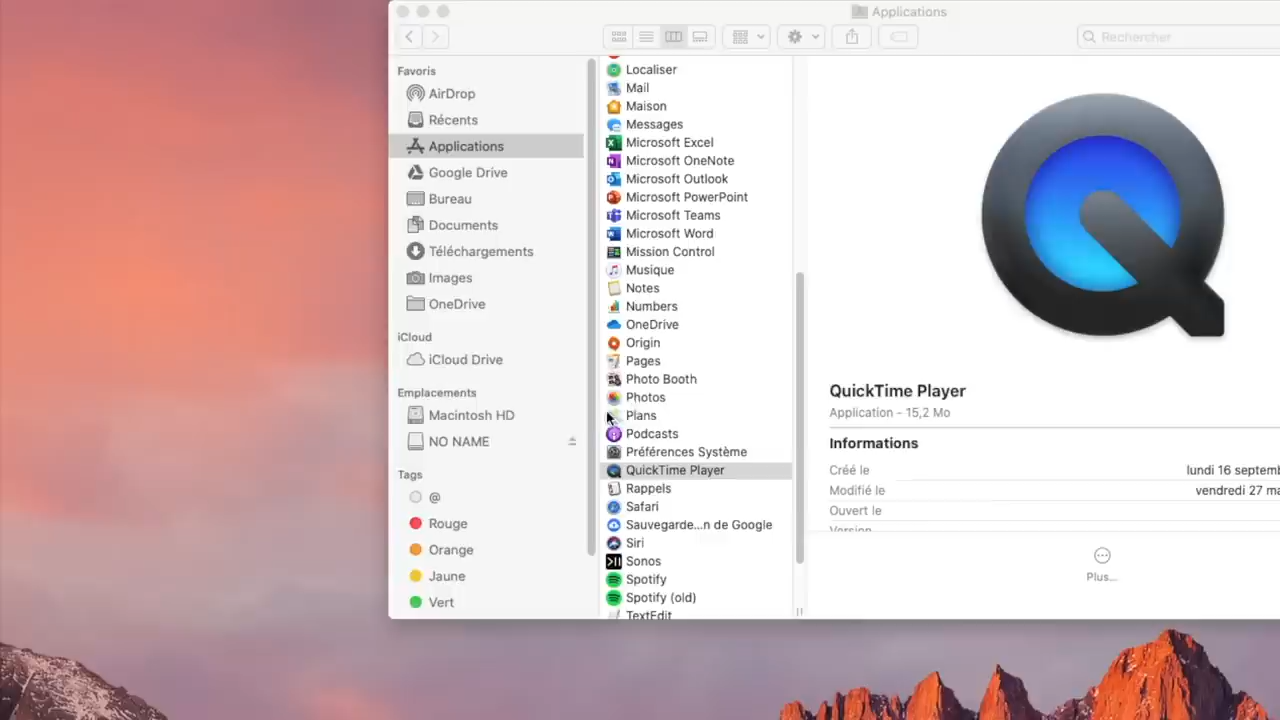 Applications
Rechercher
Favoris
AirDrop
Récents
Applications
Google Drive
Bureau
Documents
Téléchargements
Images
OneDrive
iCloud
iCloud Drive
Emplacements
Macintosh HD
NO NAME
Tags
@
Rouge
Orange
Jaune
Vert
Localiser
Mail
Maison
Messages
Microsoft Excel
Microsoft OneNote
Microsoft Outlook
Microsoft PowerPoint
Microsoft Teams
Microsoft Word
Mission Control
Musique
Notes
Numbers
OneDrive
Origin
Pages
Photo Booth
Photos
Plans
Podcasts
Préférences Système
QuickTime Player
Rappels
Safari
Sauvegarde...n de Google
Siri
Sonos
Spotify
Spotify (old)
TextEdit
QuickTime Player
Application - 15,2 Mo
Informations
Créé le lundi 16 septemb
Modifié le vendredi 27 ma
Ouvert le
Version
Plus...